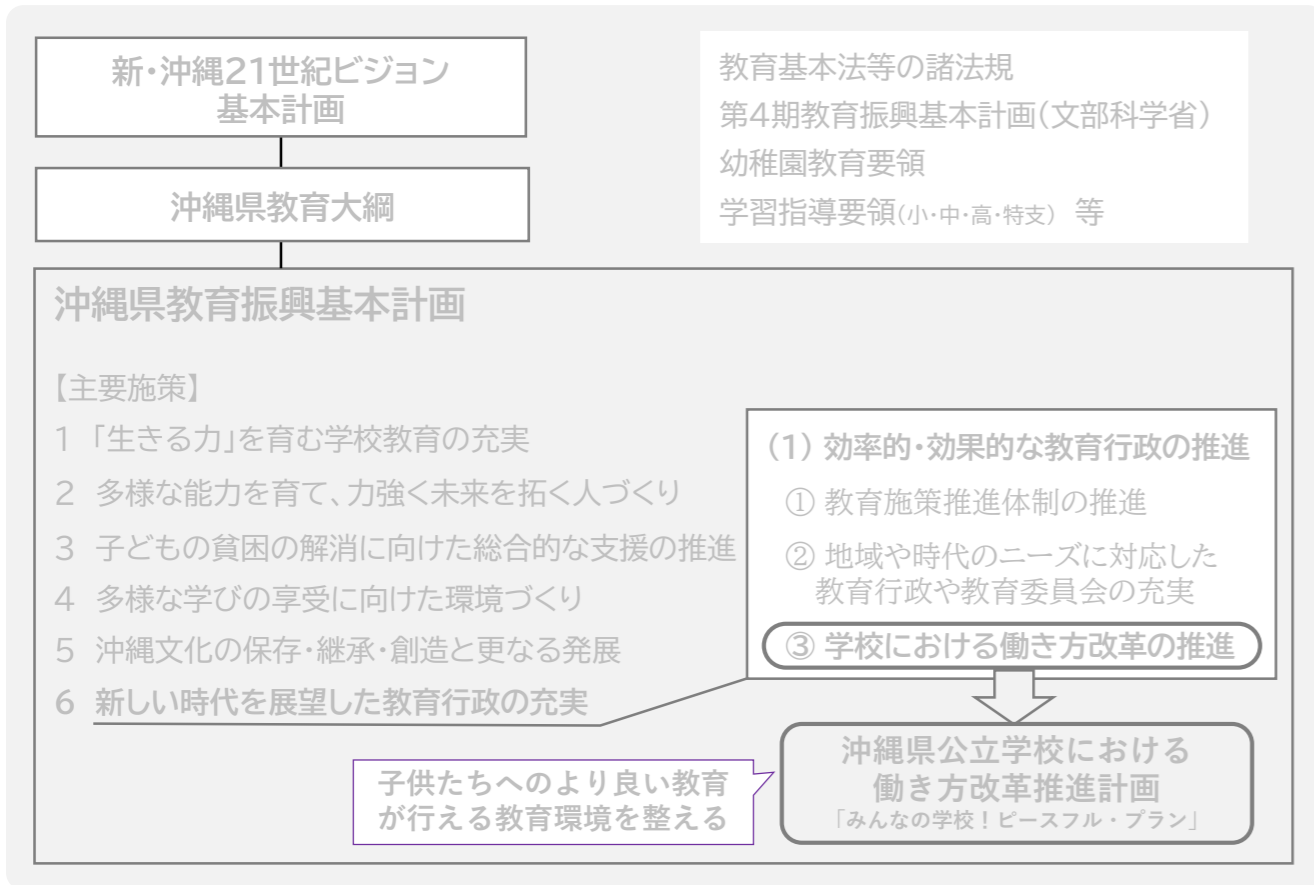 新・沖縄21世紀ビジョン
基本計画
沖縄県教育大綱
教育基本法等の諸法規
第4期教育振興基本計画(文部科学省)
幼稚園教育要領
学習指導要領(小・中・高・特支) 等
沖縄県教育振興基本計画
【主要施策】
1 「生きる力」を育む学校教育の充実
2 多様な能力を育て、力強く未来を拓く人づくり
3 子どもの貧困の解消に向けた総合的な支援の推進
4 多様な学びの享受に向けた環境づくり
5 沖縄文化の保存・継承・創造と更なる発展
6 新しい時代を展望した教育行政の充実
(1) 効率的・効果的な教育行政の推進
① 教育施策推進体制の推進
② 地域や時代のニーズに対応した
教育行政や教育委員会の充実
③ 学校における働き方改革の推進
沖縄県公立学校における
働き方改革推進計画
「みんなの学校!ピースフル・プラン」
子供たちへのより良い教育
が行える教育環境を整える